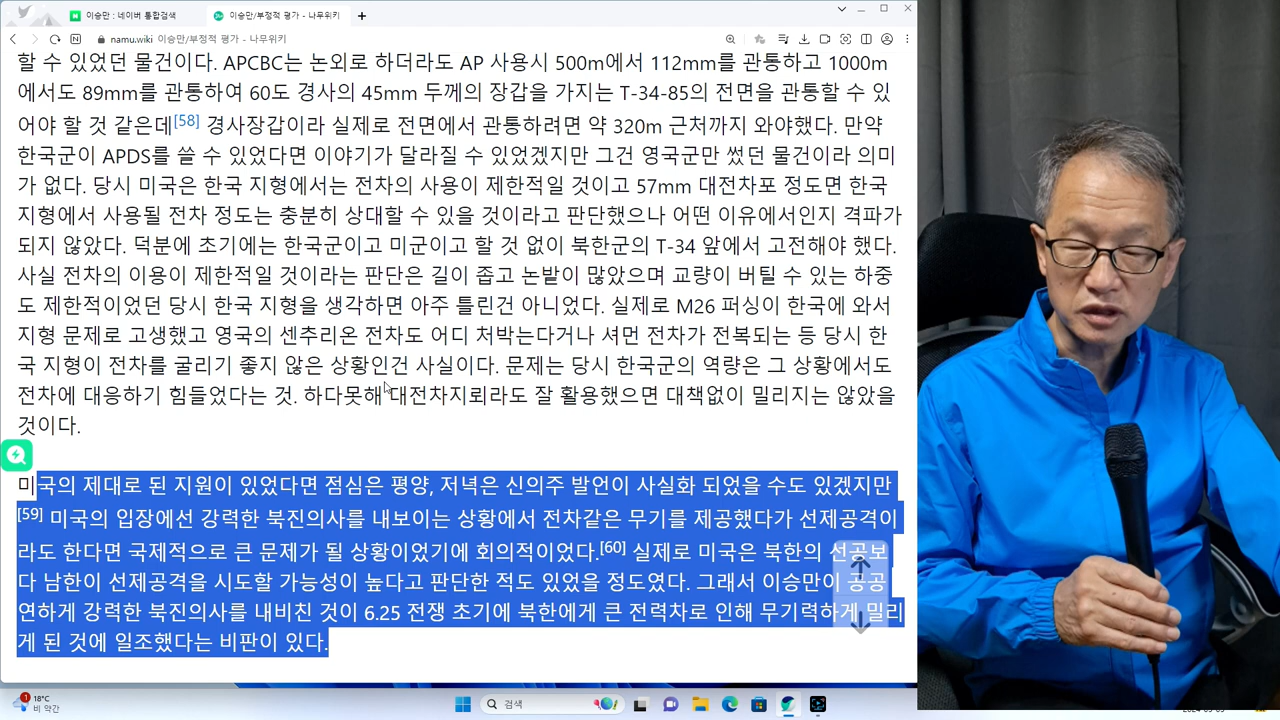 이승만 : 네이버 통합검색
이승만/부정적 평가 - 나무위키
namu.wiki 이승만/부정적 평가 - 나무위키
할 수 있었던 물건이다. APCBC는 논외로 하더라도 AP 사용시 500m에서 112mm를 관통하고 1000m
에서도 89mm를 관통하여 60도 경사의 45mm 두께의 장갑을 가지는 T-34-85의 전면을 관통할 수 있
어야 할 것 같은데[58] 경사장갑이라 실제로 전면에서 관통하려면 약 320m 근처까지 와야했다. 만약
한국군이 APDS를 쓸 수 있었다면 이야기가 달라질 수 있었겠지만 그건 영국군만 썼던 물건이라 의미
가 없다. 당시 미국은 한국 지형에서는 전차의 사용이 제한적일 것이고 57mm 대전차포 정도면 한국
지형에서 사용될 전차 정도는 충분히 상대할 수 있을 것이라고 판단했으나 어떤 이유에서인지 격파가
되지 않았다. 덕분에 초기에는 한국군이고 미군이고 할 것 없이 북한군의 T-34 앞에서 고전해야 했다.
사실 전차의 이용이 제한적일 것이라는 판단은 길이 좁고 논밭이 많았으며 교량이 버틸 수 있는 하중
도 제한적이었던 당시 한국 지형을 생각하면 아주 틀린건 아니었다. 실제로 M26 퍼싱이 한국에 와서
지형 문제로 고생했고 영국의 센추리온 전차도 어디 처박는다거나 셔먼 전차가 전복되는 등 당시 한
국 지형이 전차를 굴리기 좋지 않은 상황인건 사실이다. 문제는 당시 한국군의 역량은 그 상황에서도
전차에 대응하기 힘들었다는 것. 하다못해 대전차지뢰라도 잘 활용했으면 대책없이 밀리지는 않았을
것이다.
미국의 제대로 된 지원이 있었다면 점심은 평양, 저녁은 신의주 발언이 사실화 되었을 수도 있겠지만
[59] 미국의 입장에선 강력한 북진의사를 내보이는 상황에서 전차같은 무기를 제공했다가 선제공격이
라도 한다면 국제적으로 큰 문제가 될 상황이었기에 회의적이었다.[60] 실제로 미국은 북한의 선공보
다 남한이 선제공격을 시도할 가능성이 높다고 판단한 적도 있었을 정도였다. 그래서 이승만이 공공
연하게 강력한 북진의사를 내비친 것이 6.25 전쟁 초기에 북한에게 큰 전력차로 인해 무기력하게 밀리
게 된 것에 일조했다는 비판이 있다.
1
18°C
비 약간
검색